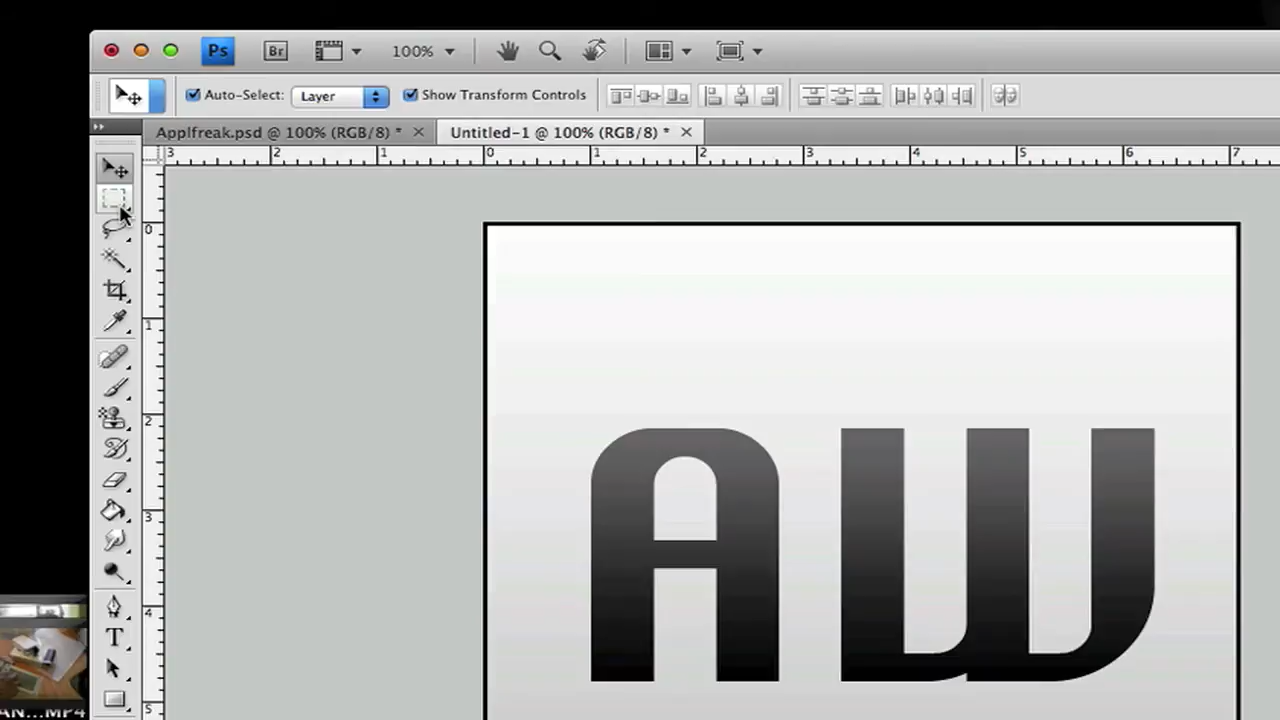 Ps Br 100%
Auto-Select: Layer Show Transform Controls
Applfreak.psd @ 100% (RGB/8) * Untitled-1 @ 100% (RGB/8) *
3 2 1 0 1 2 3 4 5 6 7
0
1
2
3
4
5
AW
T
AN...MP4